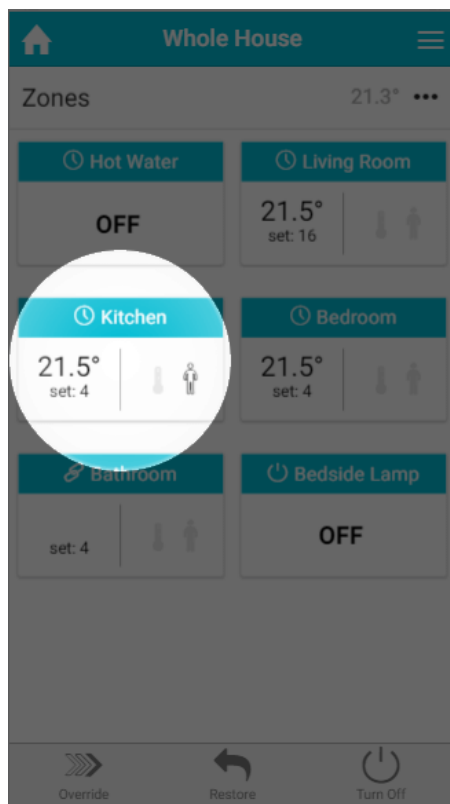 Whole House
Zones 21.3°
Hot Water
OFF
Living Room
21.5°
set: 16
Kitchen
21.5°
set: 4
Bedroom
21.5°
set: 4
Bathroom
set: 4
Bedside Lamp
OFF
Override Restore Turn Off